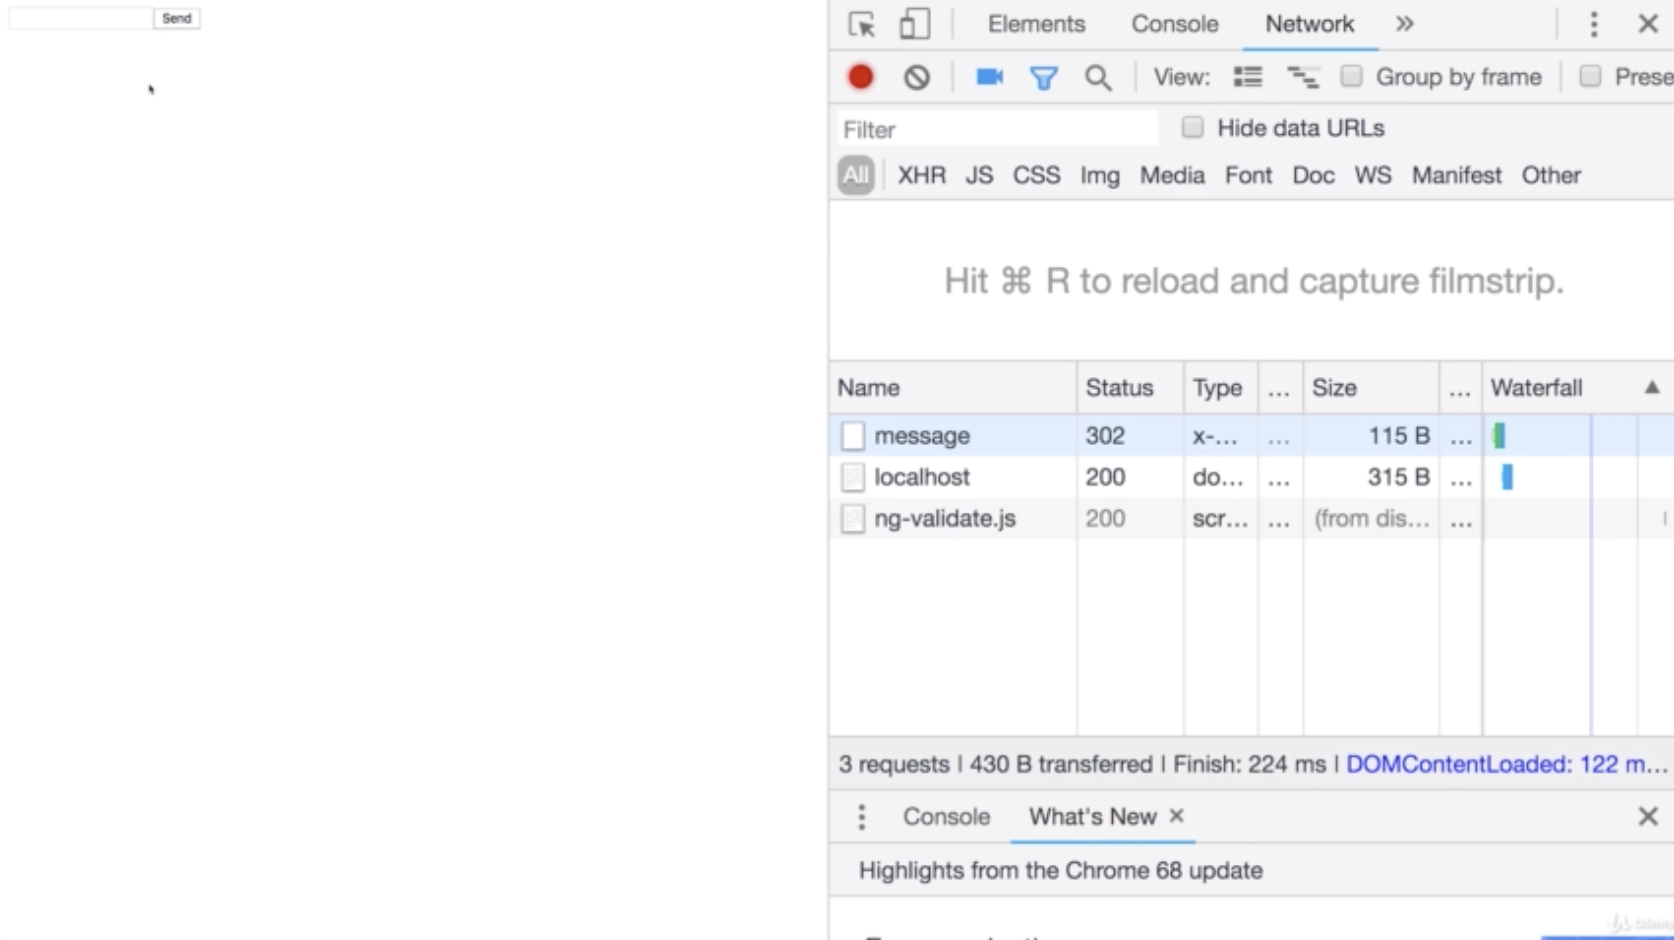 Send
Elements Console Network »
View: Group by frame Prese
Filter Hide data URLs
All XHR JS CSS Img Media Font Doc WS Manifest Other
Hit ⌘ R to reload and capture filmstrip.
Name Status Type ... Size ... Waterfall ▲
message 302 x-... ... 115 B ...
localhost 200 do... ... 315 B ...
ng-validate.js 200 scr... ... (from dis... ...
3 requests | 430 B transferred | Finish: 224 ms | DOMContentLoaded: 122 m...
Console What's New ×
Highlights from the Chrome 68 update